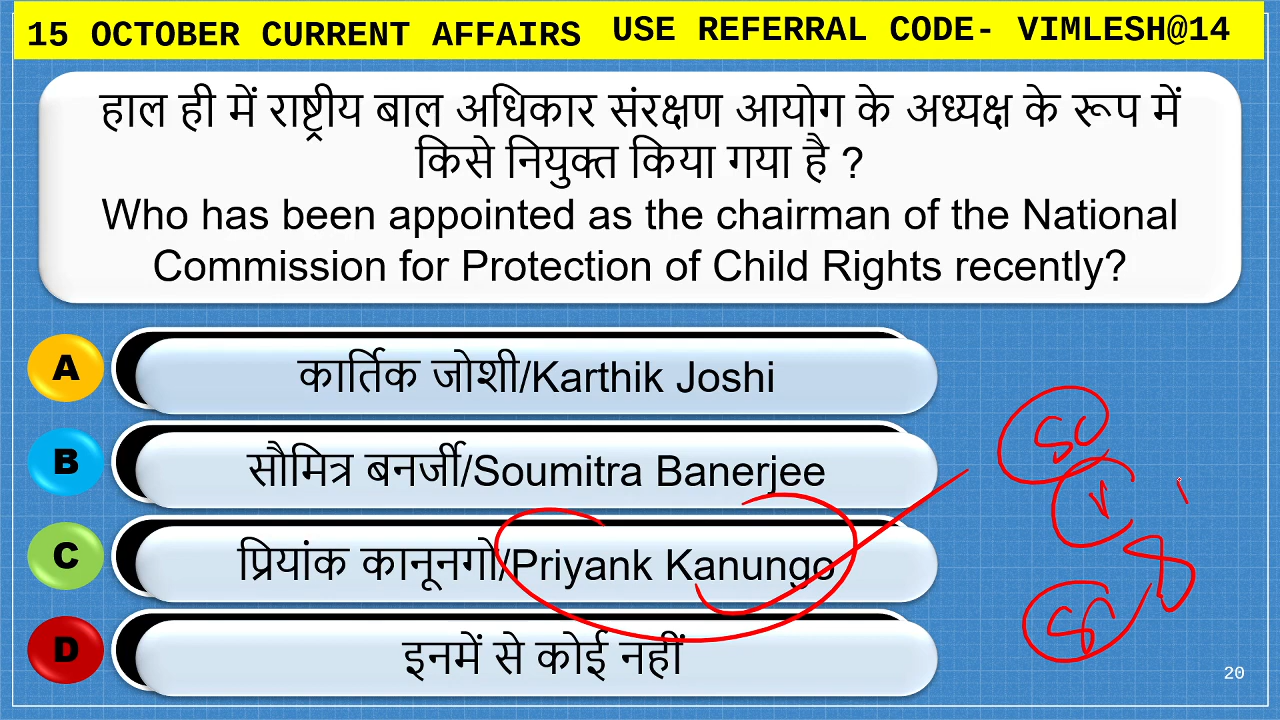 15 OCTOBER CURRENT AFFAIRS USE REFERRAL CODE- VIMLESH@14
हाल ही में राष्ट्रीय बाल अधिकार संरक्षण आयोग के अध्यक्ष के रूप में
किसे नियुक्त किया गया है ?
Who has been appointed as the chairman of the National
Commission for Protection of Child Rights recently?
A कार्तिक जोशी/Karthik Joshi
B सौमित्र बनर्जी/Soumitra Banerjee
C प्रियांक कानूनगो/Priyank Kanungo
D इनमें से कोई नहीं
20